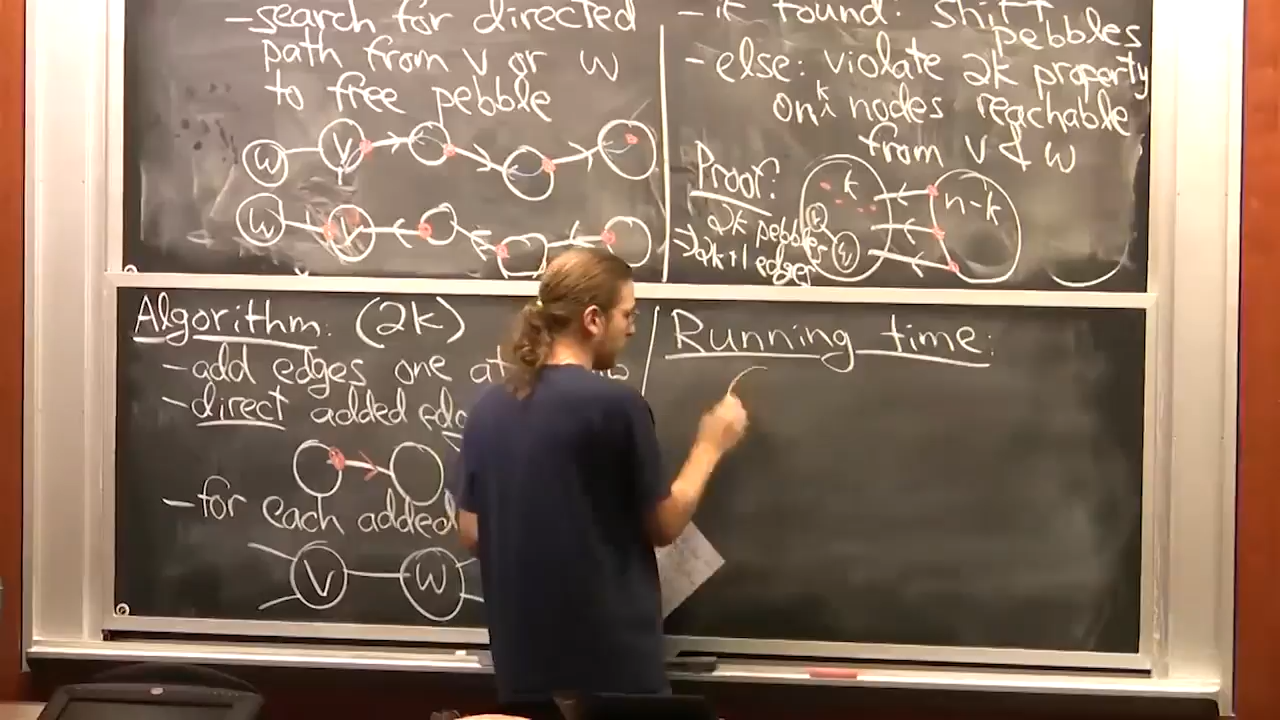 -search for directed
path from v or w
to free pebble
W V
W V
- if found: shift
pebbles
- else: violate 2k property
on k nodes reachable
from v & w
Proof:
2k pebbles
⇒2k+1 edges
k
n-k
Algorithm: (2k)
-add edges one at
-direct added
-for each added
V W
Running time: